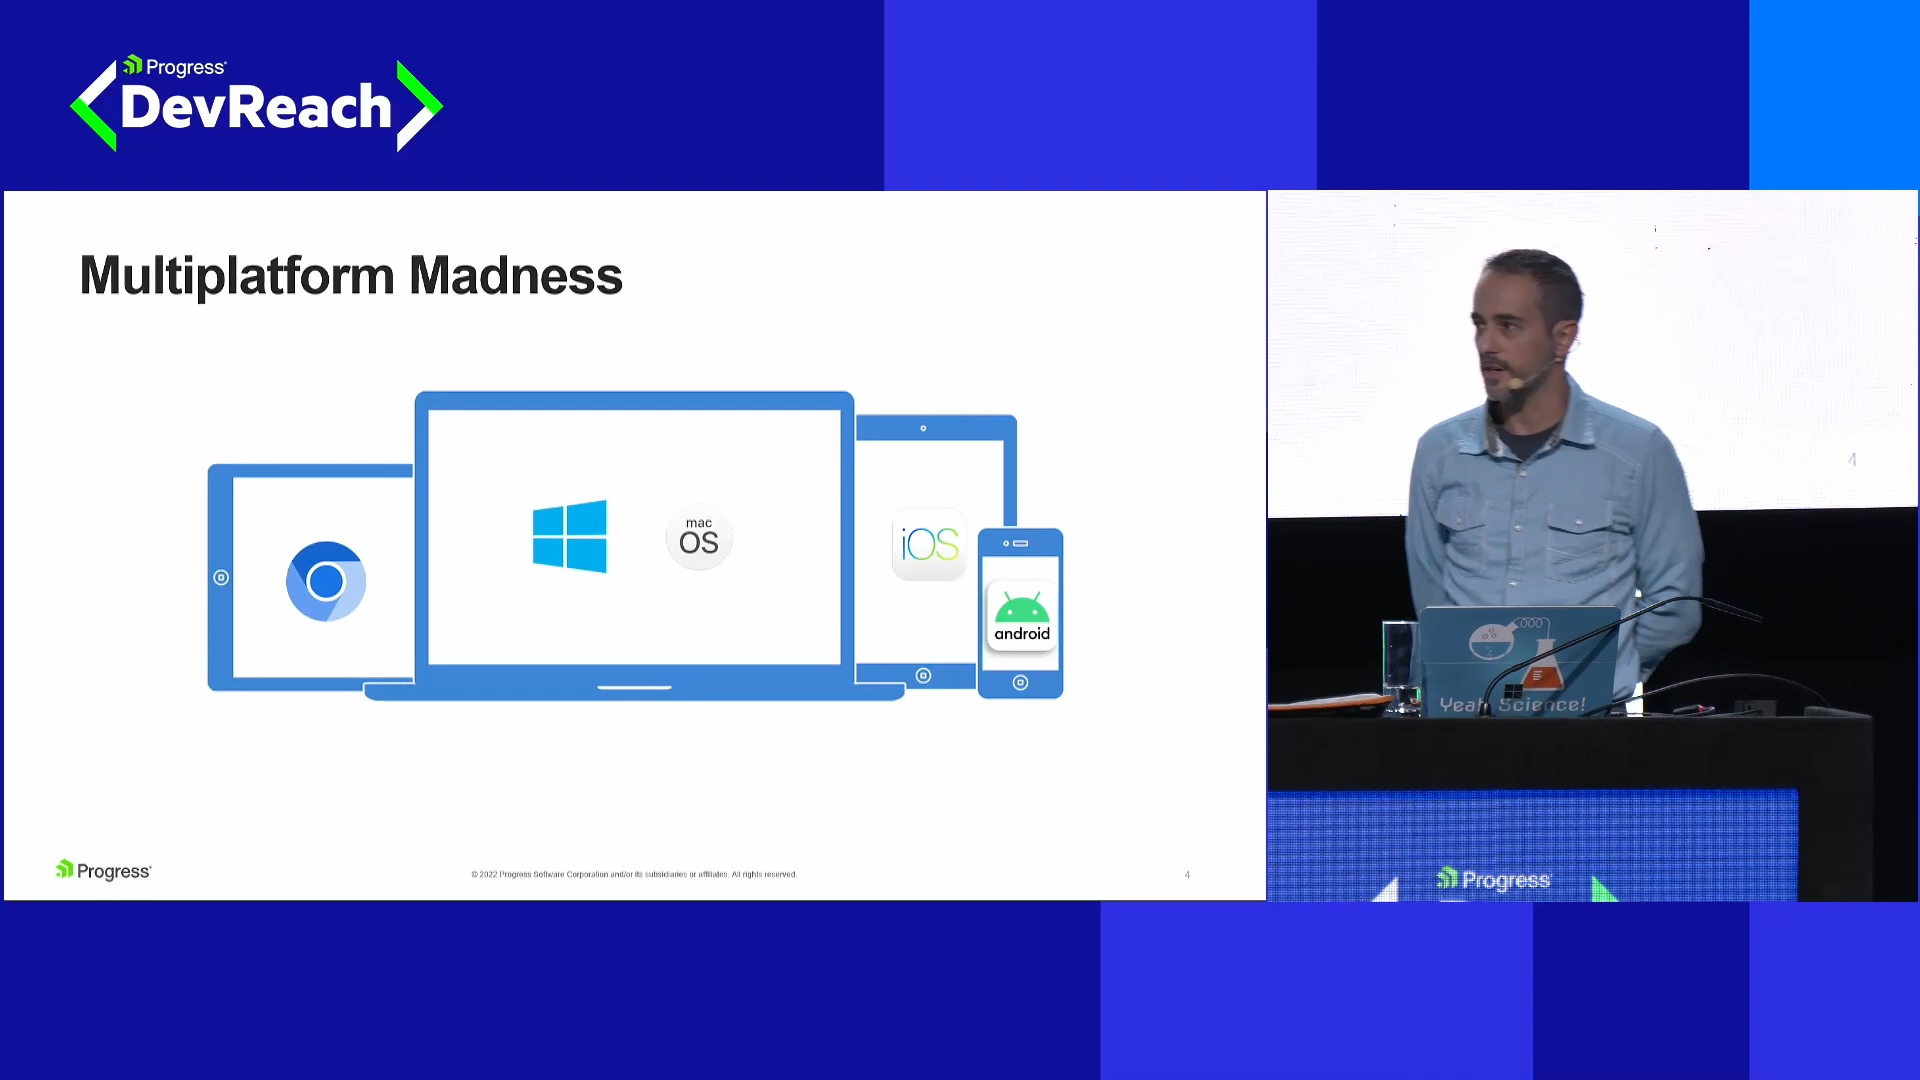 Progress
DevReach
Multiplatform Madness
mac
OS
iOS
android
4
Yeah Science!
Progress
© 2022 Progress Software Corporation and/or its subsidiaries or affiliates. All rights reserved.
4
Progress